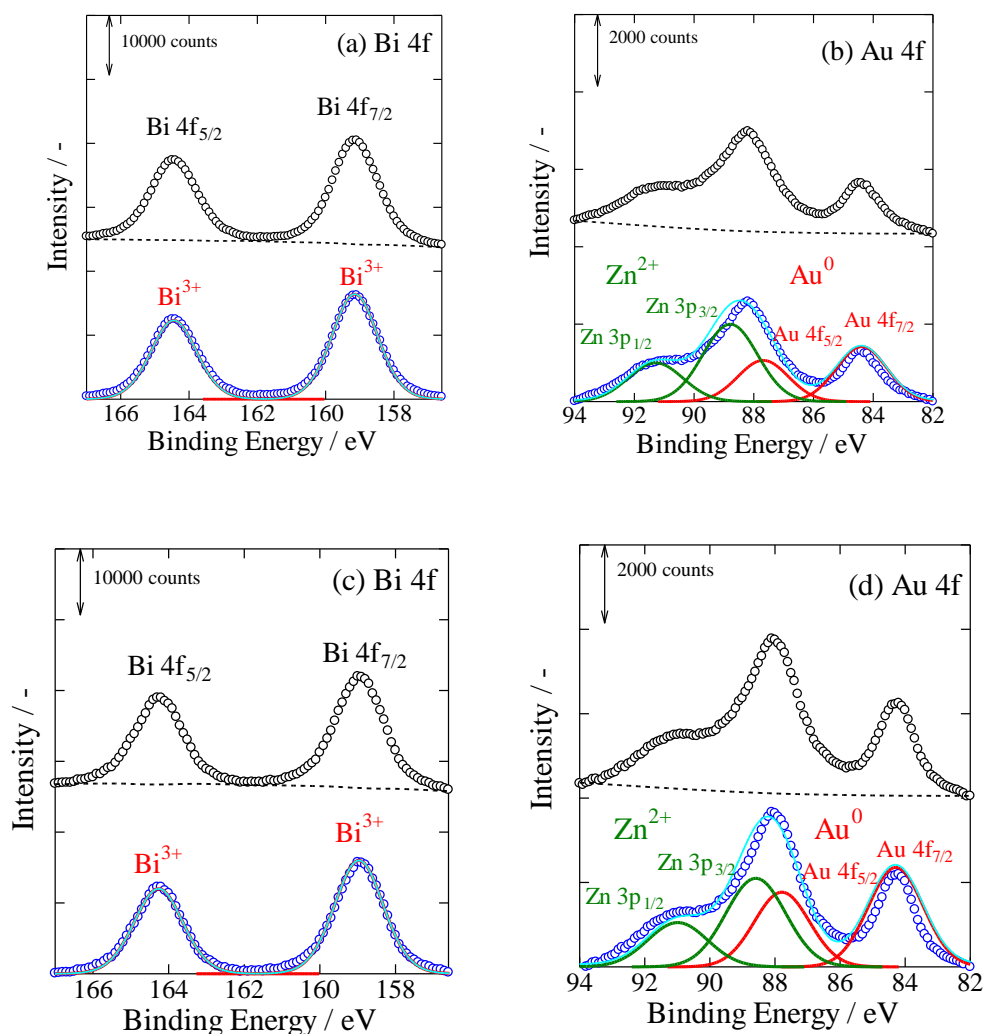 10000 counts
(a) Bi 4f
Bi 4f7/2
Bi 4f5/2
Bi3+
Bi3+
Intensity / -
166 164 162 160 158
Binding Energy / eV
2000 counts
(b) Au 4f
Zn2+
Au0
Zn 3p3/2
Zn 3p1/2
Au 4f5/2
Au 4f7/2
Intensity / -
94 92 90 88 86 84 82
Binding Energy / eV
10000 counts
(c) Bi 4f
Bi 4f7/2
Bi 4f5/2
Bi3+
Bi3+
Intensity / -
166 164 162 160 158
Binding Energy / eV
2000 counts
(d) Au 4f
Zn2+
Au0
Zn 3p3/2
Zn 3p1/2
Au 4f5/2
Au 4f7/2
Intensity / -
94 92 90 88 86 84 82
Binding Energy / eV